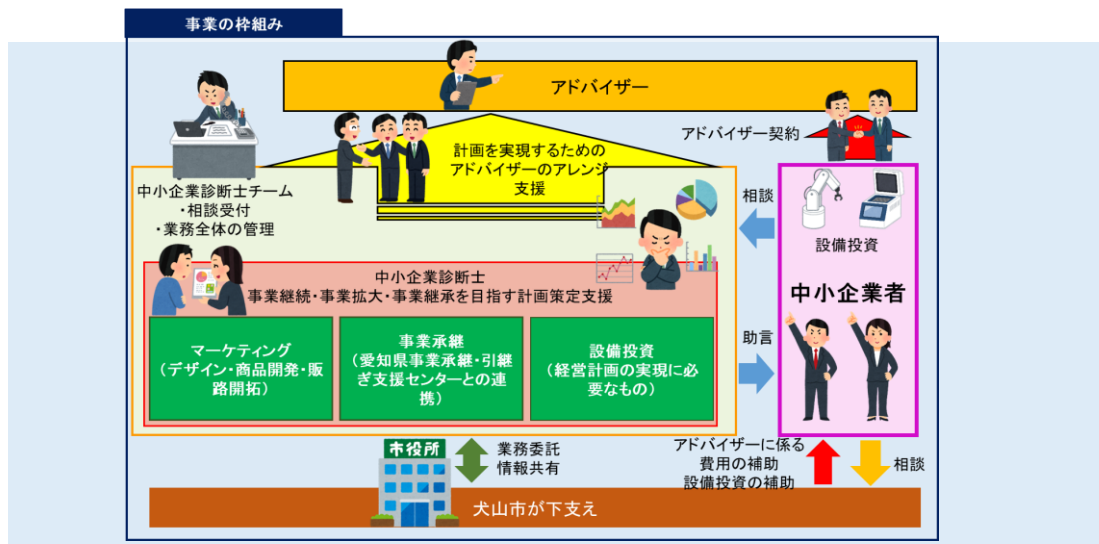 事業の枠組み
アドバイザー
アドバイザー契約
計画を実現するための
アドバイザーのアレンジ
支援
中小企業診断士チーム
・相談受付
・業務全体の管理
相談
設備投資
中小企業者
中小企業診断士
事業継続・事業拡大・事業継承を目指す計画策定支援
マーケティング
（デザイン・商品開発・販
路開拓）
事業承継
（愛知県事業承継・引継
ぎ支援センターとの連
携）
設備投資
（経営計画の実現に必
要なもの）
助言
市役所
業務委託
情報共有
アドバイザーに係る
費用の補助
設備投資の補助
相談
犬山市が下支え